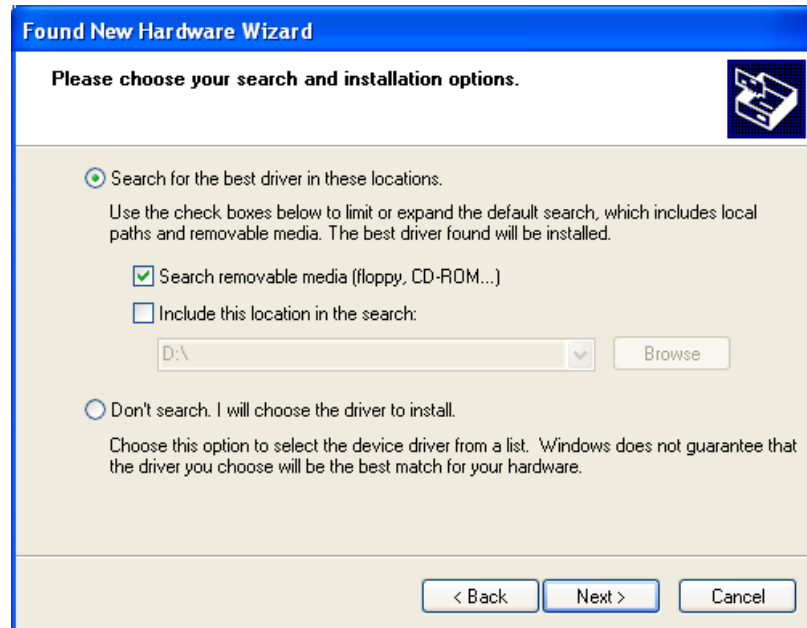 Found New Hardware Wizard
Please choose your search and installation options.
Search for the best driver in these locations.
Use the check boxes below to limit or expand the default search, which includes local
paths and removable media. The best driver found will be installed.
Search removable media (floppy, CD-ROM...)
Include this location in the search:
D:\
Browse
Don't search. I will choose the driver to install.
Choose this option to select the device driver from a list. Windows does not guarantee that
the driver you choose will be the best match for your hardware.
< Back
Next >
Cancel